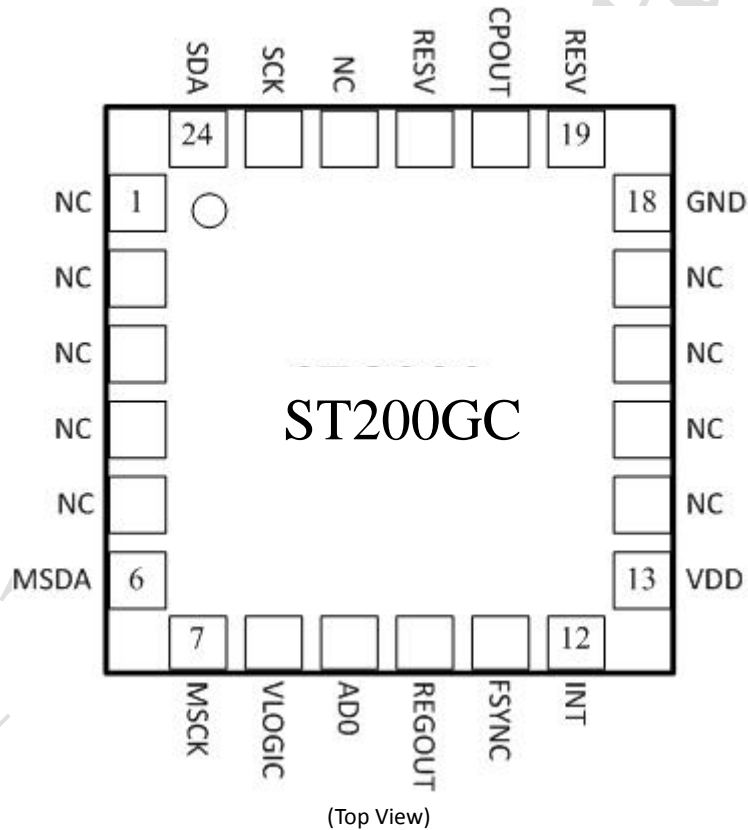 SDA SCK NC RESV CPOUT RESV
24 19
NC 1 18 GND
NC NC
NC NC
ST200GC
NC NC
NC NC
MSDA 6 13 VDD
7 12
MSCK VLOGIC AD0 REGOUT FSYNC INT
(Top View)